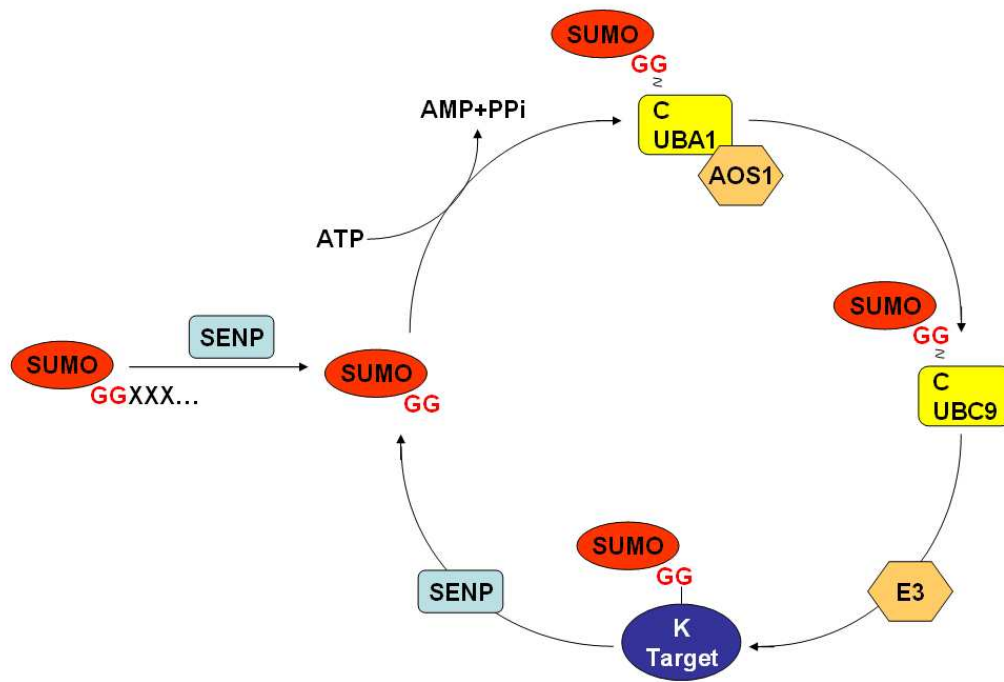 SUMO
GG
AMP+PPi
C
UBA1
AOS1
ATP
SUMO
GG
C
UBC9
SENP
SUMO
GGXXX...
SUMO
GG
SUMO
GG
SENP
E3
K
Target